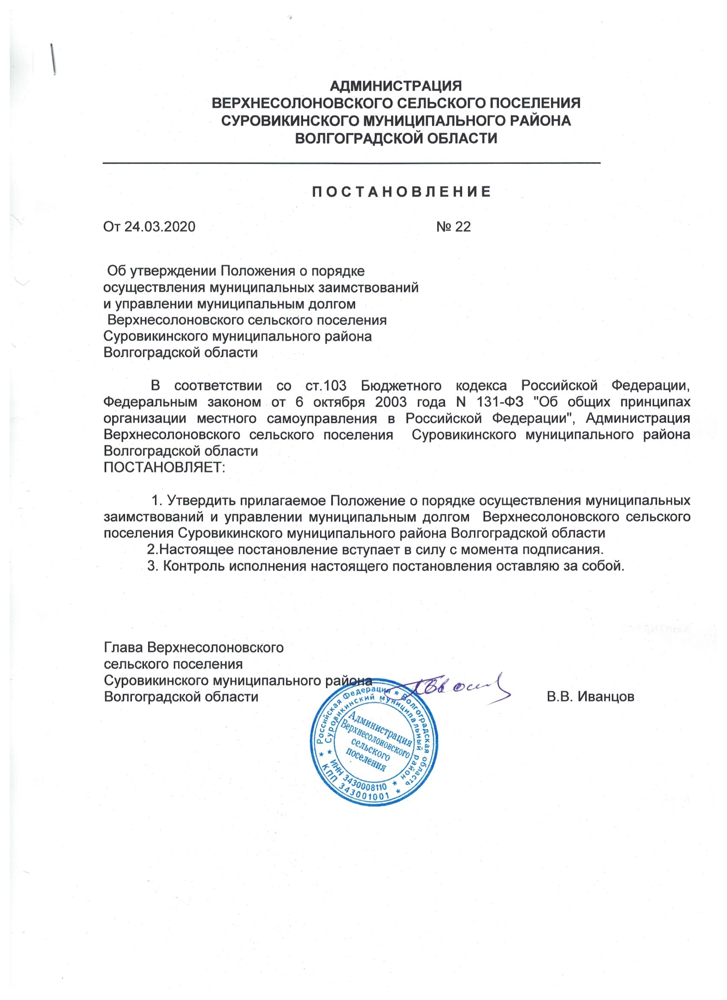 АДМИНИСТРАЦИЯ
ВЕРХНЕСОЛОНОВСКОГО СЕЛЬСКОГО ПОСЕЛЕНИЯ
СУРОВИКИНСКОГО МУНИЦИПАЛЬНОГО РАЙОНА
ВОЛГОГРАДСКОЙ ОБЛАСТИ
П О С Т А Н О В Л Е Н И Е
От 24.03.2020 № 22
Об утверждении Положения о порядке
осуществления муниципальных заимствований
и управлении муниципальным долгом
Верхнесолоновского сельского поселения
Суровикинского муниципального района
Волгоградской области
В соответствии со ст.103 Бюджетного кодекса Российской Федерации,
Федеральным законом от 6 октября 2003 года N 131-ФЗ "Об общих принципах
организации местного самоуправления в Российской Федерации", Администрация
Верхнесолоновского сельского поселения Суровикинского муниципального района
Волгоградской области
ПОСТАНОВЛЯЕТ:
1. Утвердить прилагаемое Положение о порядке осуществления муниципальных
заимствований и управлении муниципальным долгом Верхнесолоновского сельского
поселения Суровикинского муниципального района Волгоградской области
2.Настоящее постановление вступает в силу с момента подписания.
3. Контроль исполнения настоящего постановления оставляю за собой.
Глава Верхнесолоновского
сельского поселения
Суровикинского муниципального района
Волгоградской области В.В. Иванцов
Российская Федерация * Волгоградская область *
КПП 343001001 *
Суровикинский муниципальный район *
ИНН 3430008110 *
Администрация
Верхнесолоновского
сельского
поселения